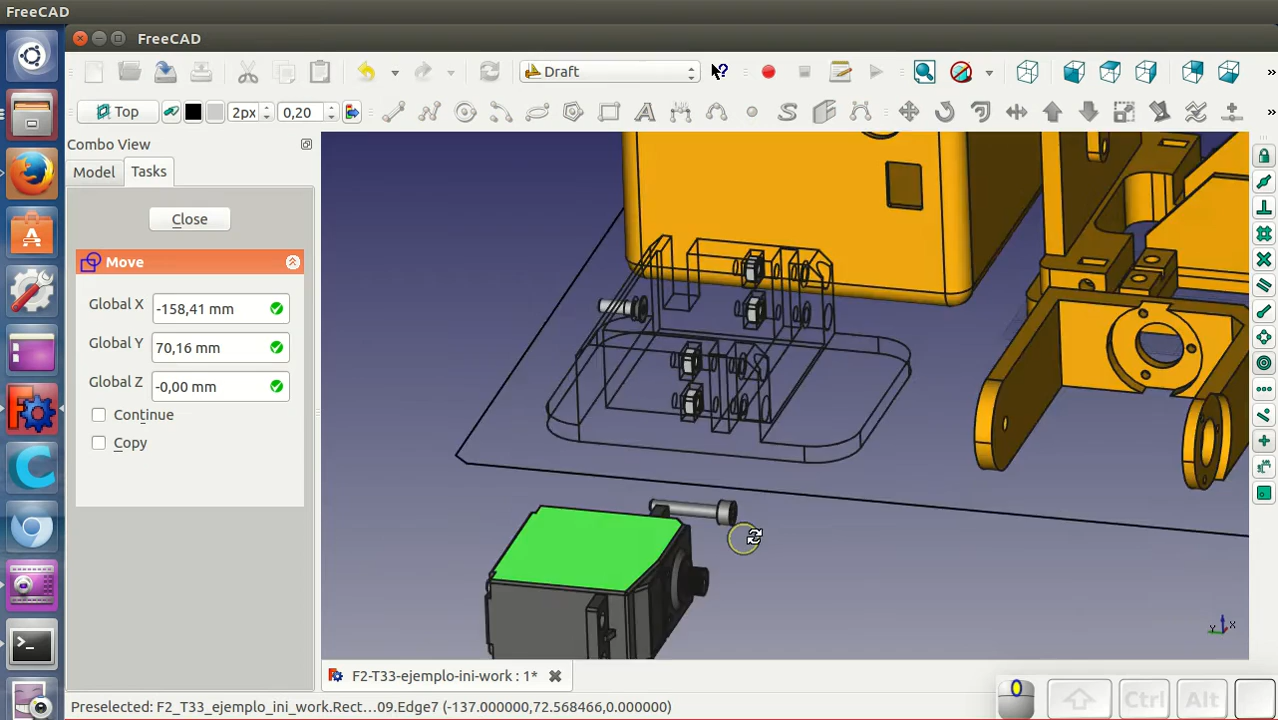 FreeCAD
FreeCAD
Draft
»
Top
2px
0,20
»
Combo View
Model
Tasks
Close
Move
Global X
-158,41 mm
Global Y
70,16 mm
Global Z
-0,00 mm
Continue
Copy
Y
X
F2-T33-ejemplo-ini-work : 1*
Preselected: F2_T33_ejemplo_ini_work.Rect...09.Edge7 (-137.000000,72.568466,0.000000)
Ctrl
Alt